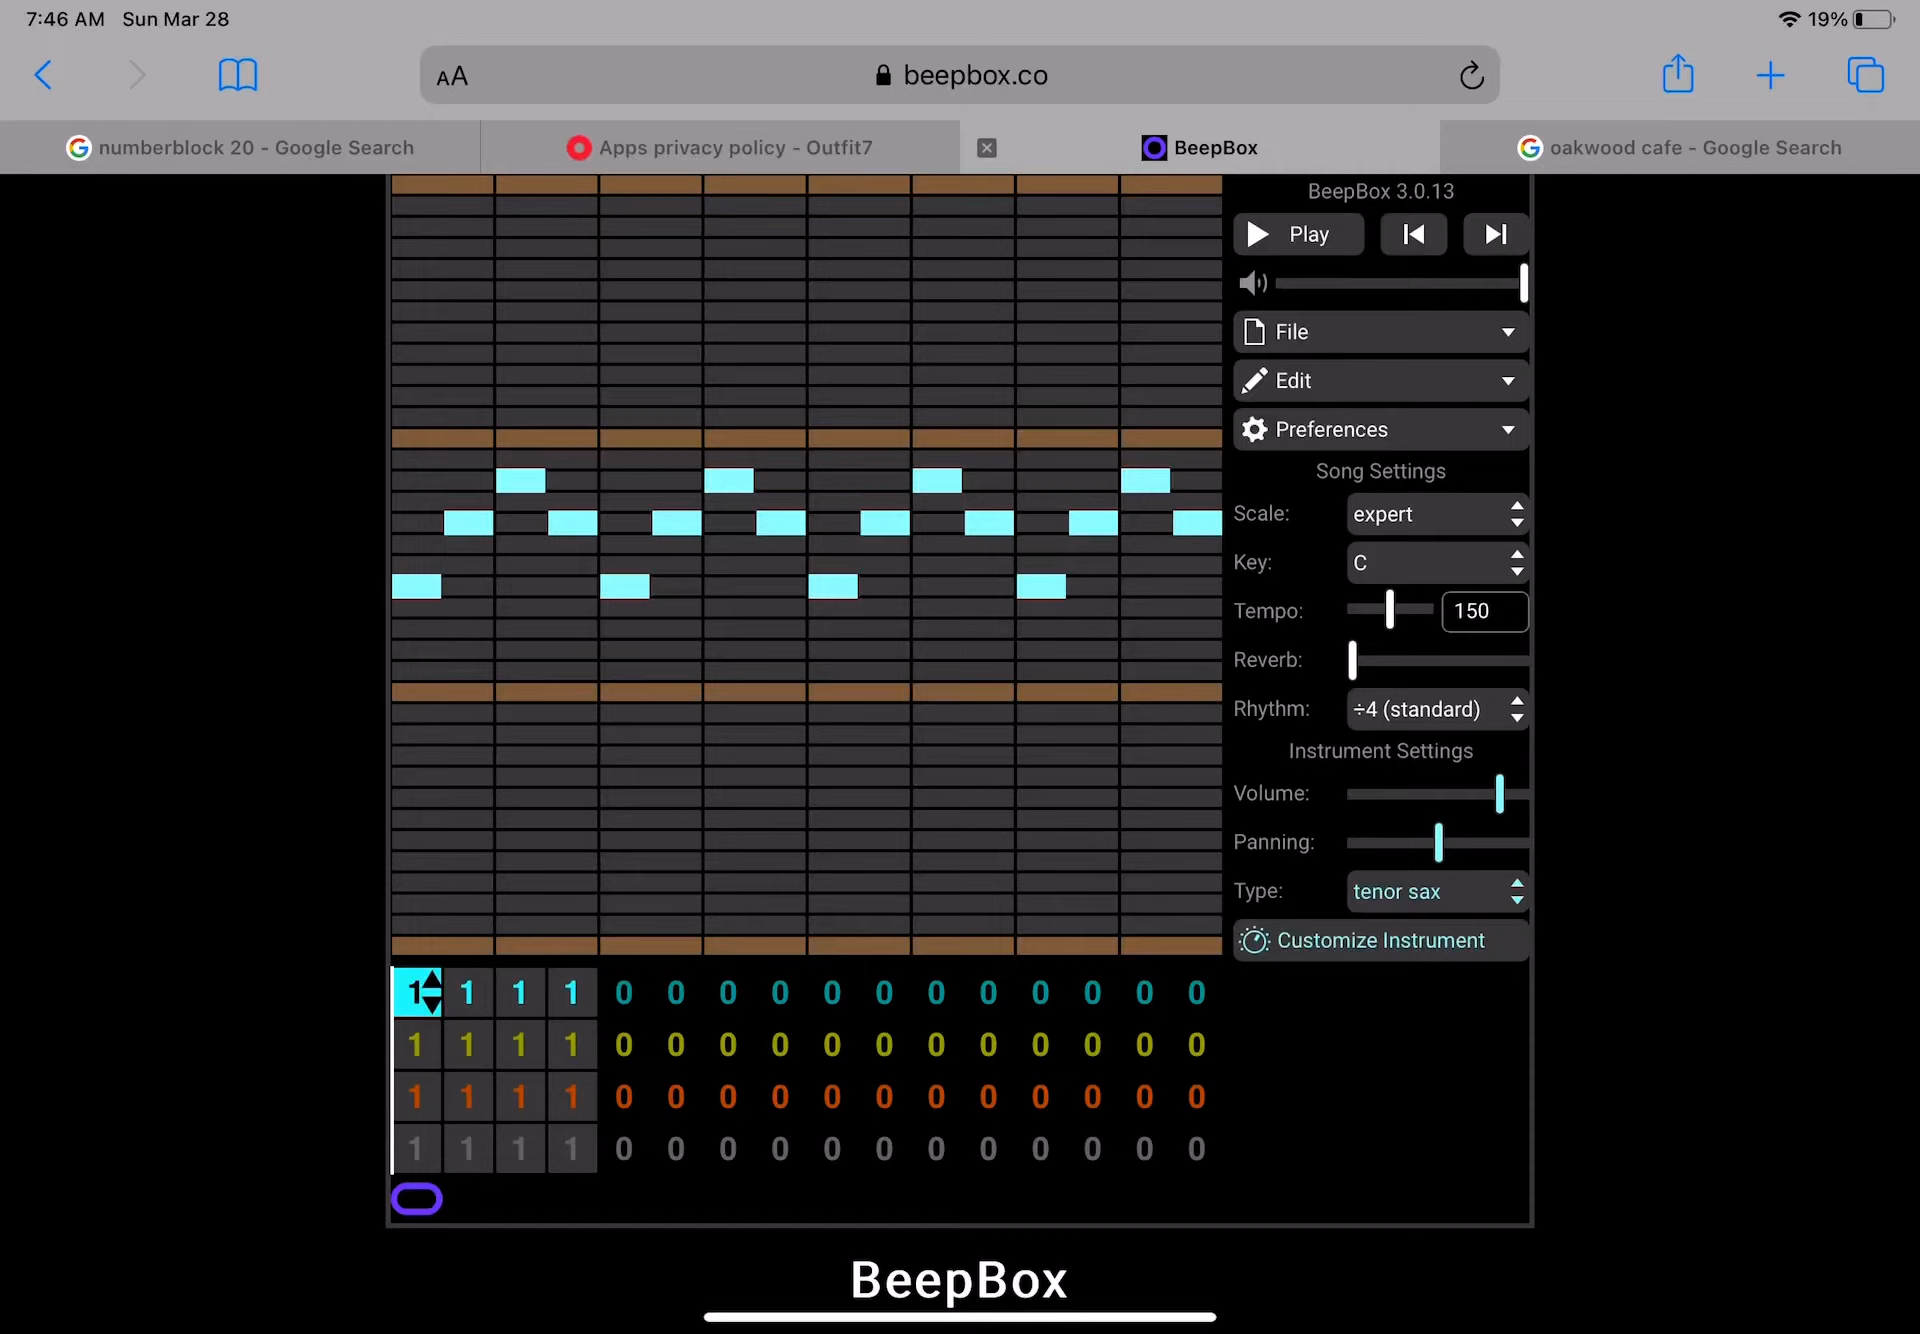 7:46 AM Sun Mar 28
19%
AA
beepbox.co
numberblock 20 - Google Search
Apps privacy policy - Outfit7
BeepBox
oakwood cafe - Google Search
BeepBox 3.0.13
Play
File
Edit
Preferences
Song Settings
Scale: expert
Key: C
Tempo: 150
Reverb:
Rhythm: ÷4 (standard)
Instrument Settings
Volume:
Panning:
Type: tenor sax
Customize Instrument
1 1 1 1 0 0 0 0 0 0 0 0 0 0 0 0
1 1 1 1 0 0 0 0 0 0 0 0 0 0 0 0
1 1 1 1 0 0 0 0 0 0 0 0 0 0 0 0
1 1 1 1 0 0 0 0 0 0 0 0 0 0 0 0
BeepBox